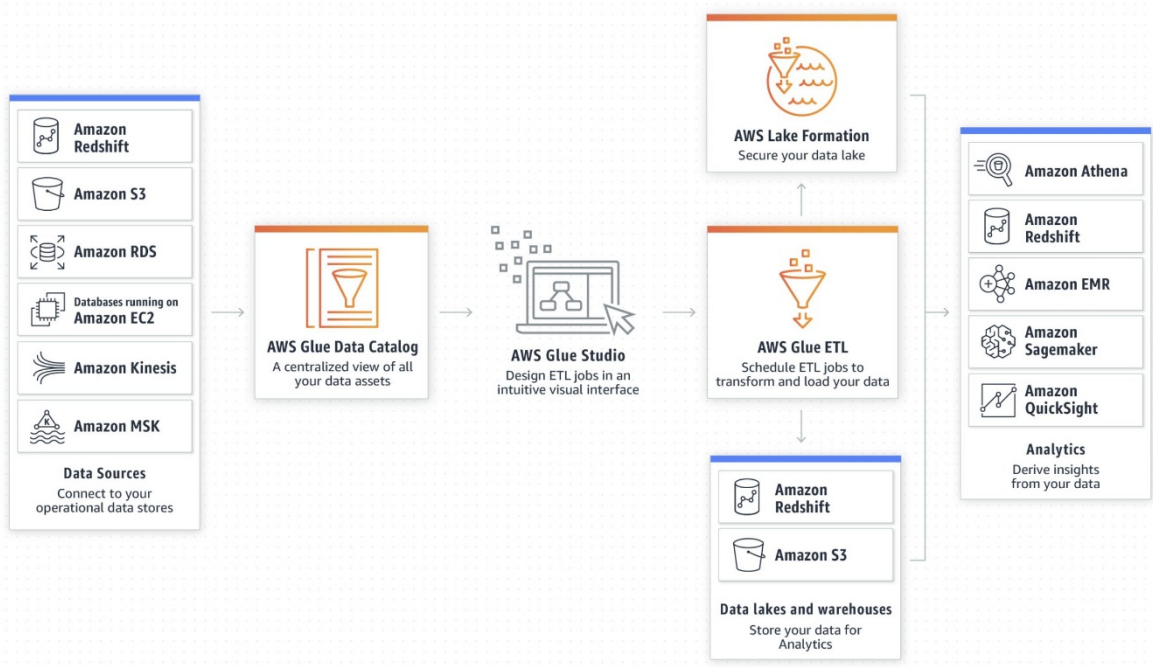 Amazon
Redshift
Amazon S3
Amazon RDS
Databases running on
Amazon EC2
Amazon Kinesis
K
Amazon MSK
Data Sources
Connect to your
operational data stores
AWS Glue Data Catalog
A centralized view of all
your data assets
AWS Glue Studio
Design ETL jobs in an
intuitive visual interface
AWS Lake Formation
Secure your data lake
AWS Glue ETL
Schedule ETL jobs to
transform and load your data
Amazon
Redshift
Amazon S3
Data lakes and warehouses
Store your data for
Analytics
Amazon Athena
Amazon
Redshift
Amazon EMR
Amazon
Sagemaker
Amazon
QuickSight
Analytics
Derive insights
from your data